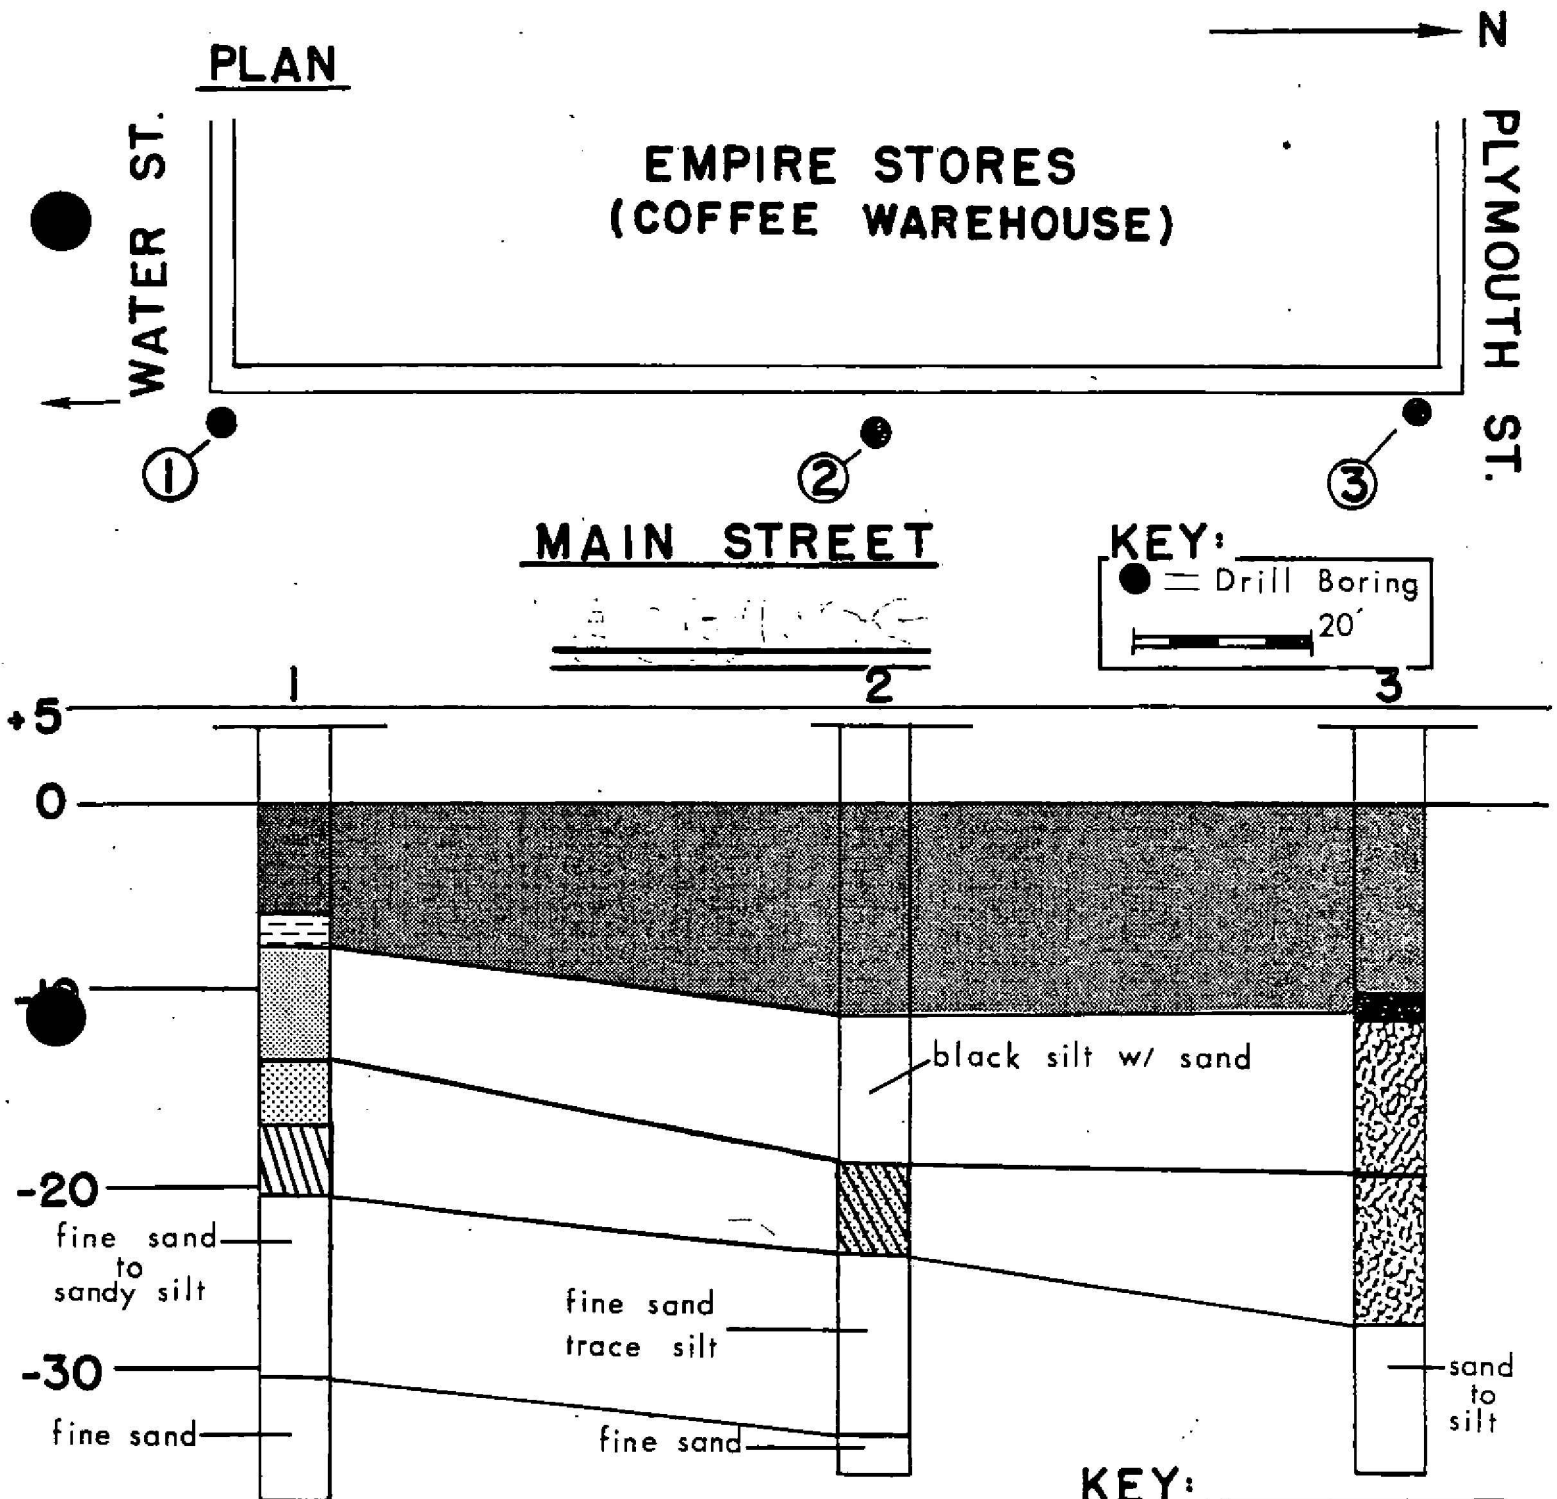 N
PLAN
EMPIRE STORES
(COFFEE WAREHOUSE)
WATER ST.
PLYMOUTH ST.
1
2
3
MAIN STREET
KEY:
= Drill Boring
20'
1
2
3
+5
0
black silt w/ sand
-20
fine sand
to
sandy silt
fine sand
trace silt
-30
sand
to
silt
fine sand
fine sand
KEY: